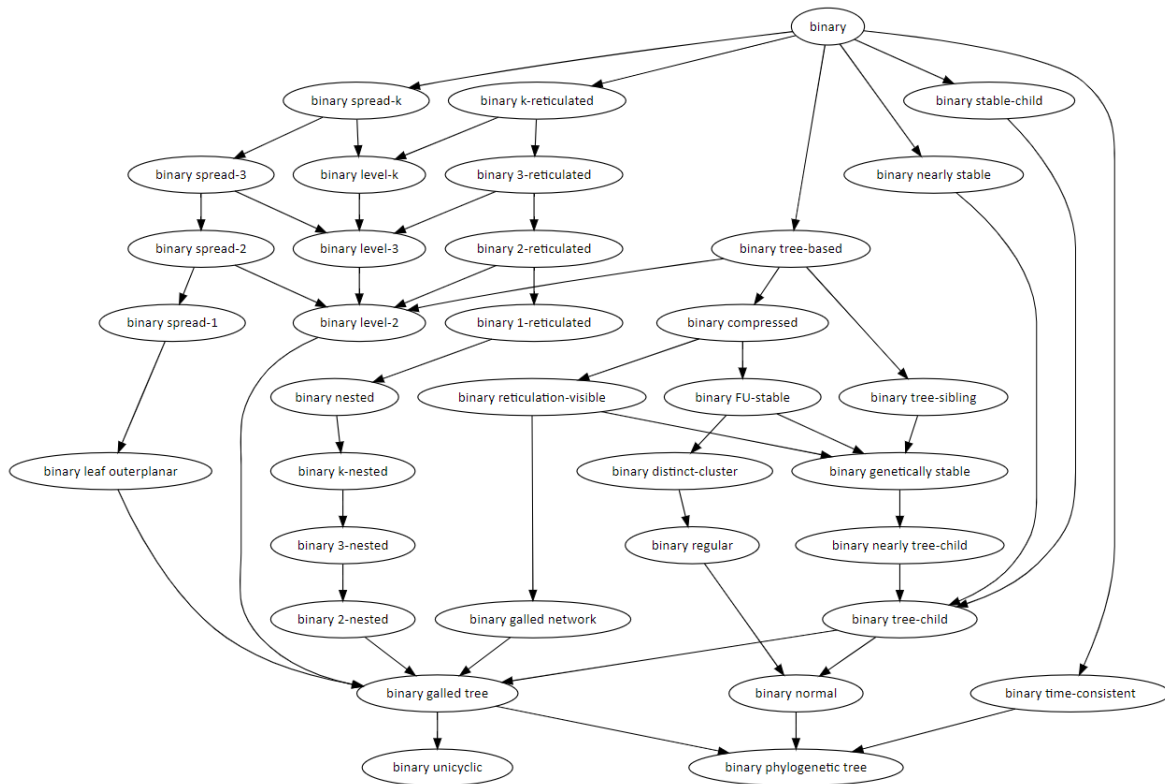 binary
binary spread-k
binary k-reticulated
binary stable-child
binary spread-3
binary level-k
binary 3-reticulated
binary nearly stable
binary spread-2
binary level-3
binary 2-reticulated
binary tree-based
binary spread-1
binary level-2
binary 1-reticulated
binary compressed
binary nested
binary reticulation-visible
binary FU-stable
binary tree-sibling
binary leaf outerplanar
binary k-nested
binary distinct-cluster
binary genetically stable
binary 3-nested
binary regular
binary nearly tree-child
binary 2-nested
binary galled network
binary tree-child
binary galled tree
binary normal
binary time-consistent
binary unicyclic
binary phylogenetic tree